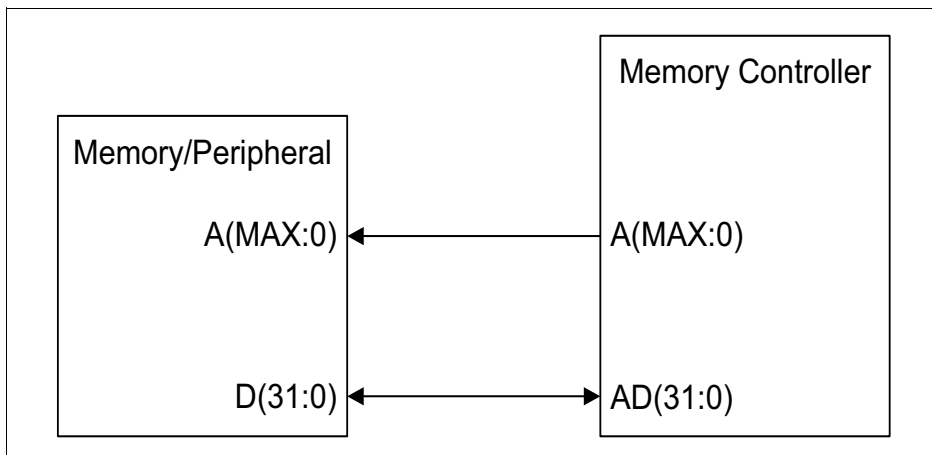 Memory Controller
Memory/Peripheral
A(MAX:0) A(MAX:0)
D(31:0) AD(31:0)